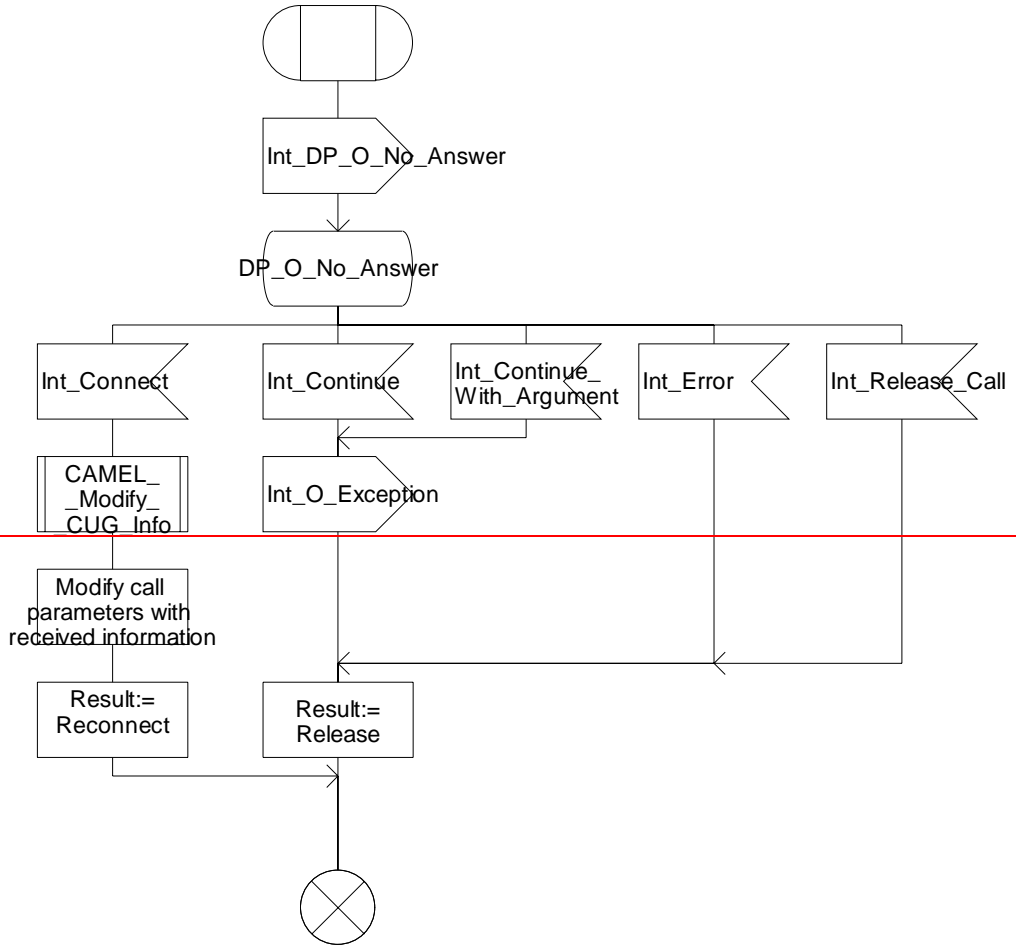 Int_DP_O_No_Answer
DP_O_No_Answer
Int_Connect
Int_Continue
Int_Continue_
With_Argument
Int_Error
Int_Release_Call
CAMEL_
_Modify_
_CUG_Info
Int_O_Exception
Modify call
parameters with
received information
Result:=
Reconnect
Result:=
Release